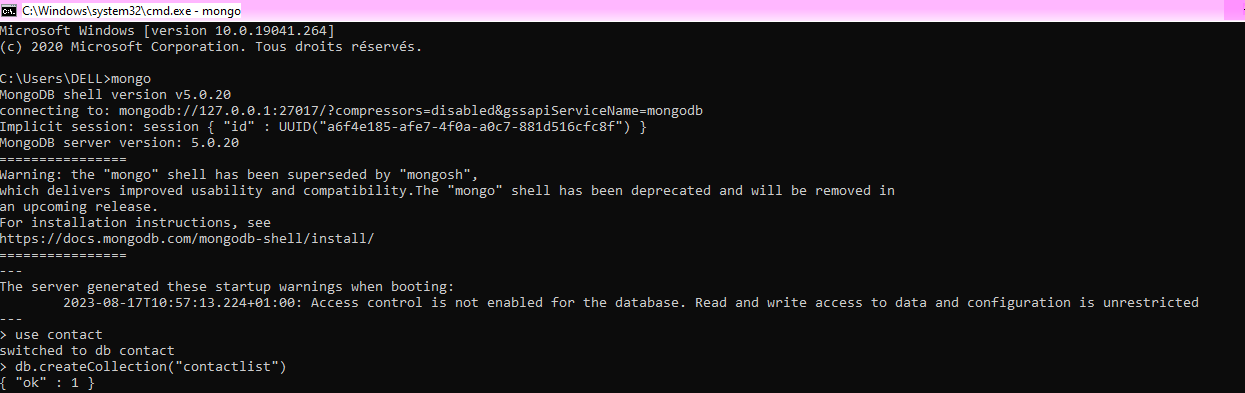 C:\Windows\system32\cmd.exe - mongo
Microsoft Windows [version 10.0.19041.264]
(c) 2020 Microsoft Corporation. Tous droits réservés.
C:\Users\DELL>mongo
MongoDB shell version v5.0.20
connecting to: mongodb://127.0.0.1:27017/?compressors=disabled&gssapiServiceName=mongodb
Implicit session: session { "id" : UUID("a6f4e185-afe7-4f0a-a0c7-881d516cfc8f") }
MongoDB server version: 5.0.20
================
Warning: the "mongo" shell has been superseded by "mongosh",
which delivers improved usability and compatibility.The "mongo" shell has been deprecated and will be removed in
an upcoming release.
For installation instructions, see
https://docs.mongodb.com/mongodb-shell/install/
================
---
The server generated these startup warnings when booting:
        2023-08-17T10:57:13.224+01:00: Access control is not enabled for the database. Read and write access to data and configuration is unrestricted
---
> use contact
switched to db contact
> db.createCollection("contactlist")
{ "ok" : 1 }